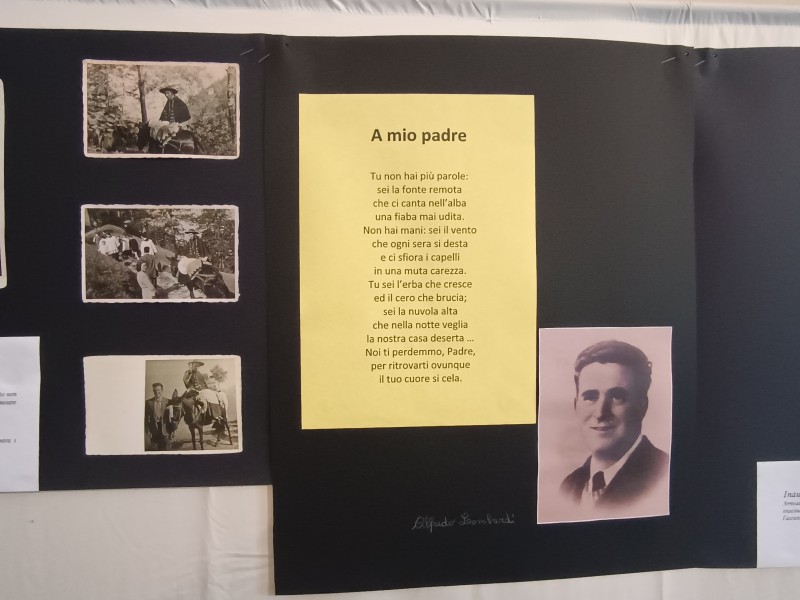 A mio padre
Tu non hai più parole:
sei la fonte remota
che ci canta nell'alba
una fiaba mai udita.
Non hai mani: sei il vento
che ogni sera si desta
e ci sfiora i capelli
in una muta carezza.
Tu sei l'erba che cresce
ed il cero che brucia;
sei la nuvola alta
che nella notte veglia
la nostra casa deserta ...
Noi ti perdemmo, Padre,
per ritrovarti ovunque
il tuo cuore si cela.
Alfredo Lombardi